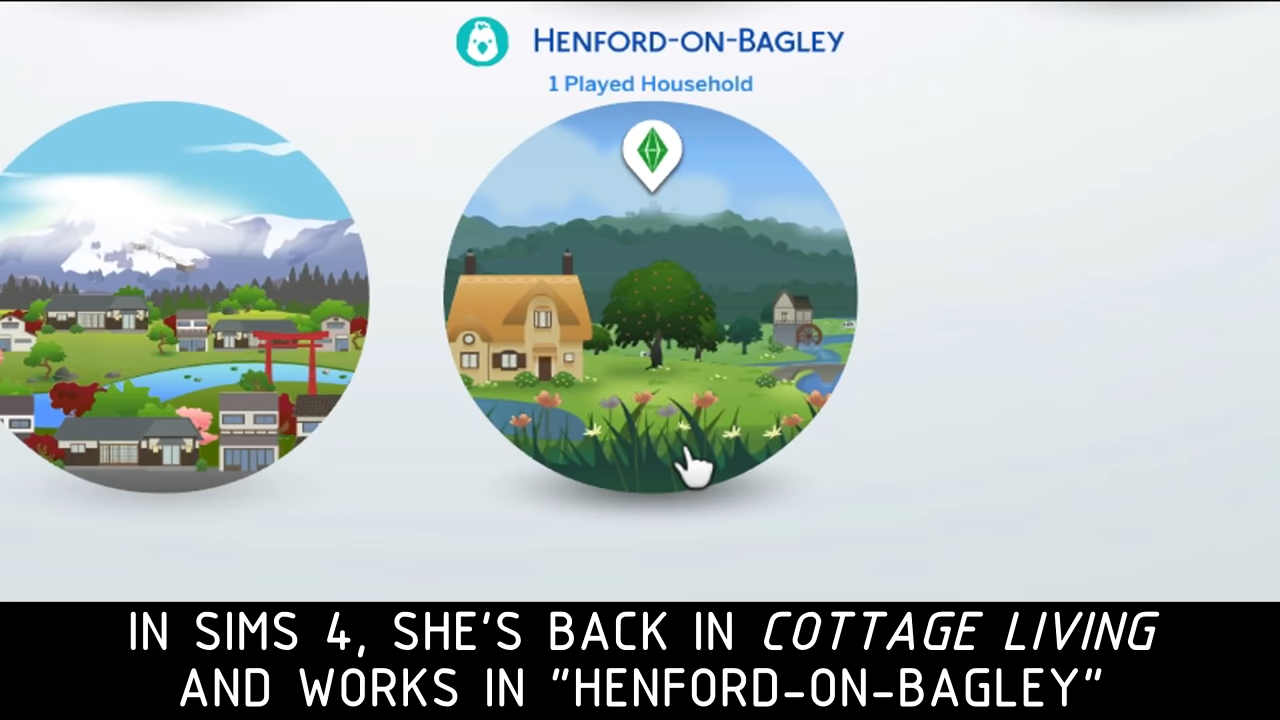 HENFORD-ON-BAGLEY
1 Played Household
IN SIMS 4, SHE'S BACK IN COTTAGE LIVING
AND WORKS IN "HENFORD-ON-BAGLEY"